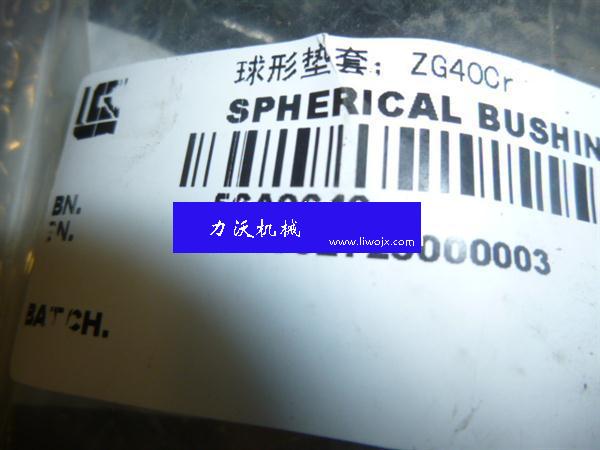 球形垫套；ZG40Cr
SPHERICAL BUSHIN
BN.
力沃机械
www.liwojx.com
BATCH.